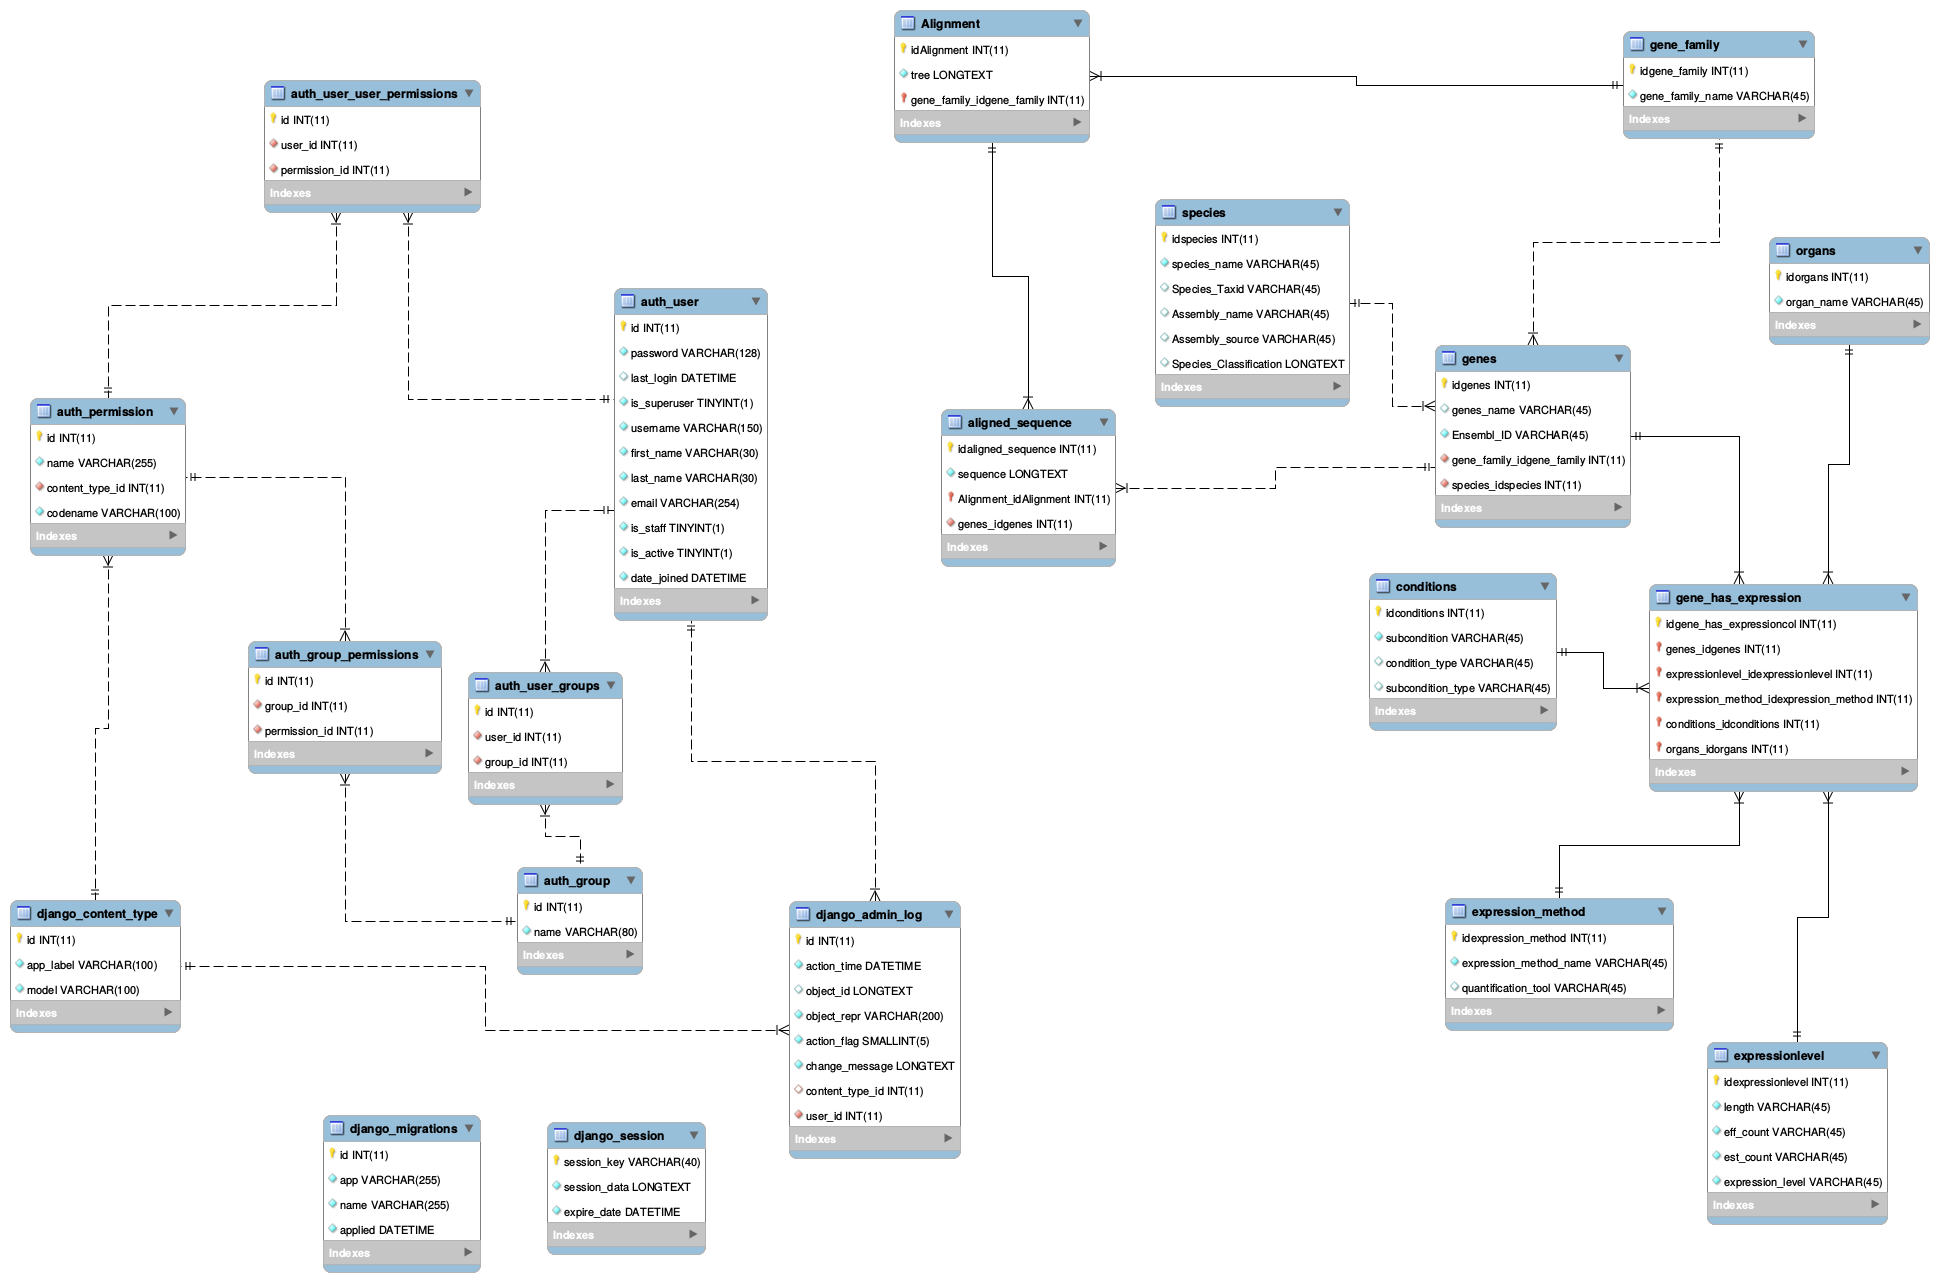 Alignment
idAlignment INT(11)
tree LONGTEXT
gene_family_idgene_family INT(11)
Indexes
gene_family
idgene_family INT(11)
gene_family_name VARCHAR(45)
Indexes
auth_user_user_permissions
id INT(11)
user_id INT(11)
permission_id INT(11)
Indexes
species
idspecies INT(11)
species_name VARCHAR(45)
Species_Taxid VARCHAR(45)
Assembly_name VARCHAR(45)
Assembly_source VARCHAR(45)
Species_Classification LONGTEXT
Indexes
organs
idorgans INT(11)
organ_name VARCHAR(45)
Indexes
auth_user
id INT(11)
password VARCHAR(128)
last_login DATETIME
is_superuser TINYINT(1)
username VARCHAR(150)
first_name VARCHAR(30)
last_name VARCHAR(30)
email VARCHAR(254)
is_staff TINYINT(1)
is_active TINYINT(1)
date_joined DATETIME
Indexes
genes
idgenes INT(11)
genes_name VARCHAR(45)
Ensembl_ID VARCHAR(45)
gene_family_idgene_family INT(11)
species_idspecies INT(11)
Indexes
auth_permission
id INT(11)
name VARCHAR(255)
content_type_id INT(11)
codename VARCHAR(100)
Indexes
aligned_sequence
idaligned_sequence INT(11)
sequence LONGTEXT
Alignment_idAlignment INT(11)
genes_idgenes INT(11)
Indexes
conditions
idconditions INT(11)
subcondition VARCHAR(45)
condition_type VARCHAR(45)
subcondition_type VARCHAR(45)
Indexes
gene_has_expression
idgene_has_expressioncol INT(11)
genes_idgenes INT(11)
expressionlevel_idexpressionlevel INT(11)
expression_method_idexpression_method INT(11)
conditions_idconditions INT(11)
organs_idorgans INT(11)
Indexes
auth_group_permissions
id INT(11)
group_id INT(11)
permission_id INT(11)
Indexes
auth_user_groups
id INT(11)
user_id INT(11)
group_id INT(11)
Indexes
auth_group
id INT(11)
name VARCHAR(80)
Indexes
django_content_type
id INT(11)
app_label VARCHAR(100)
model VARCHAR(100)
Indexes
django_admin_log
id INT(11)
action_time DATETIME
object_id LONGTEXT
object_repr VARCHAR(200)
action_flag SMALLINT(5)
change_message LONGTEXT
content_type_id INT(11)
user_id INT(11)
Indexes
expression_method
idexpression_method INT(11)
expression_method_name VARCHAR(45)
quantification_tool VARCHAR(45)
Indexes
expressionlevel
idexpressionlevel INT(11)
length VARCHAR(45)
eff_count VARCHAR(45)
est_count VARCHAR(45)
expression_level VARCHAR(45)
Indexes
django_migrations
id INT(11)
app VARCHAR(255)
name VARCHAR(255)
applied DATETIME
Indexes
django_session
session_key VARCHAR(40)
session_data LONGTEXT
expire_date DATETIME
Indexes